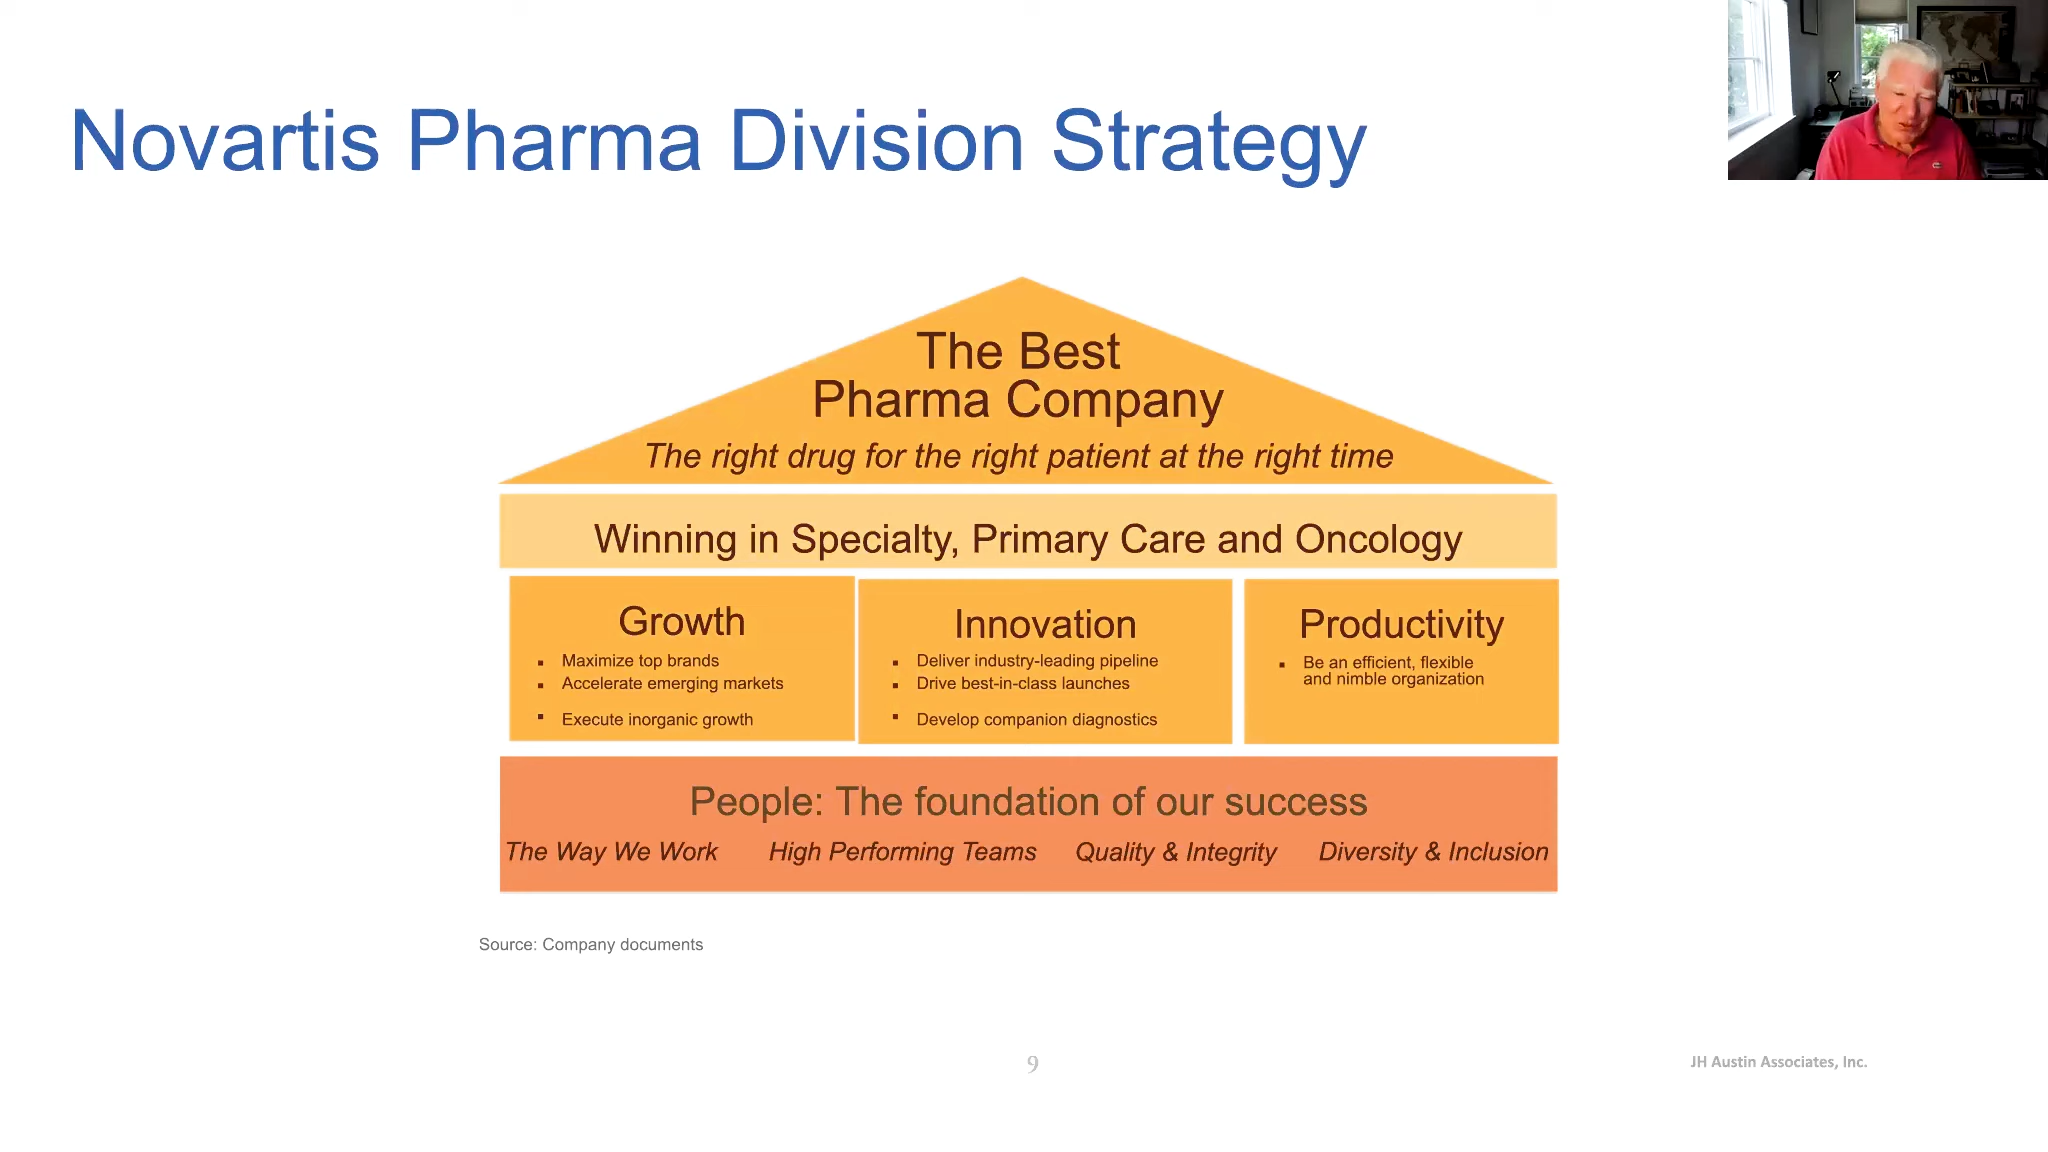 Novartis Pharma Division Strategy
The Best
Pharma Company
The right drug for the right patient at the right time
Winning in Specialty, Primary Care and Oncology
Growth
▪ Maximize top brands
▪ Accelerate emerging markets
▪ Execute inorganic growth
Innovation
▪ Deliver industry-leading pipeline
▪ Drive best-in-class launches
▪ Develop companion diagnostics
Productivity
▪ Be an efficient, flexible
and nimble organization
People: The foundation of our success
The Way We Work High Performing Teams Quality & Integrity Diversity & Inclusion
Source: Company documents
9
JH Austin Associates, Inc.